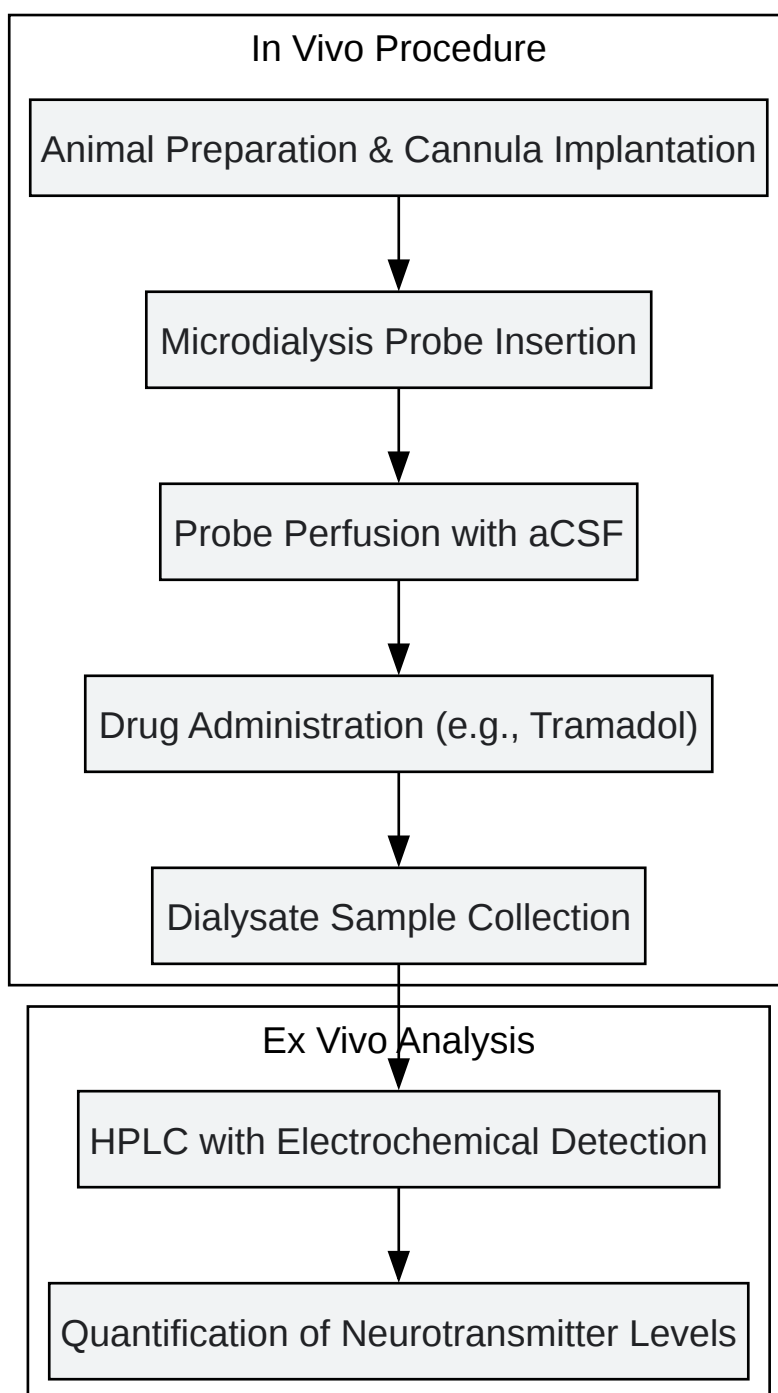 In Vivo Procedure
Animal Preparation & Cannula Implantation
Microdialysis Probe Insertion
Probe Perfusion with aCSF
Drug Administration (e.g., Tramadol)
Dialysate Sample Collection
Ex Vivo Analysis
HPLC with Electrochemical Detection
Quantification of Neurotransmitter Levels